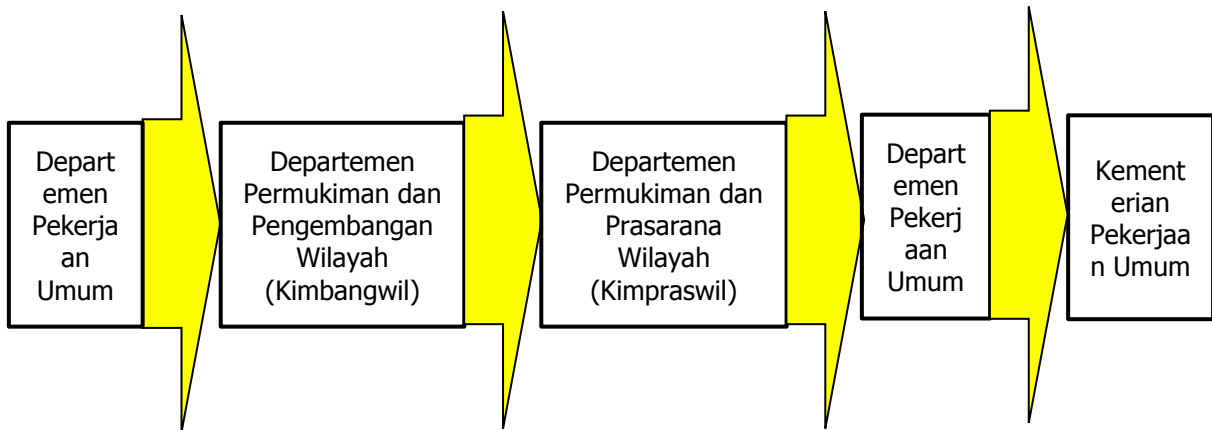 Depart
emen
Pekerja
an
Umum
Departemen
Permukiman dan
Pengembangan
Wilayah
(Kimbangwil)
Departemen
Permukiman dan
Prasarana
Wilayah
(Kimpraswil)
Depart
emen
Pekerj
aan
Umum
Kement
erian
Pekerjaa
n Umum